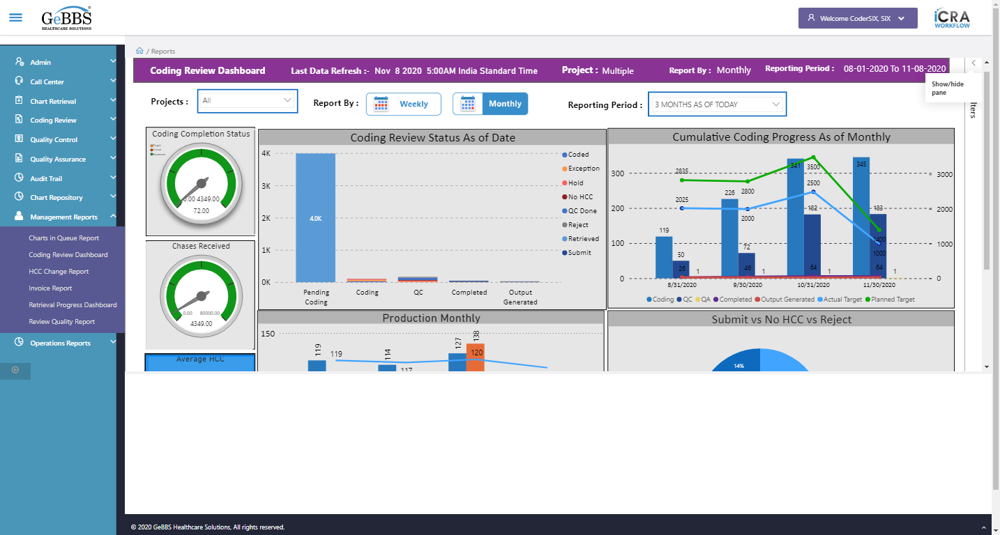 GeBBS
HEALTHCARE SOLUTIONS
Welcome CoderSIX, SIX
iCRA
WORKFLOW
Admin
Call Center
Chart Retrieval
Coding Review
Quality Control
Quality Assurance
Audit Trail
Chart Repository
Management Reports
Charts in Queue Report
Coding Review Dashboard
HCC Change Report
Invoice Report
Retrieval Progress Dashboard
Review Quality Report
Operations Reports
/ Reports
Coding Review Dashboard Last Data Refresh :- Nov 8 2020 5:00AM India Standard Time Project : Multiple Report By : Monthly Reporting Period : 08-01-2020 To 11-08-2020
Show/hide
pane
lters
Projects : All Report By : Weekly Monthly Reporting Period : 3 MONTHS AS OF TODAY
Coding Completion Status
Target
Actual
Maximum
0.00 4349.00
72.00
Chases Received
0.00 80000.00
4349.00
Average HCC
Coding Review Status As of Date
4K
3K
2K
1K
0K
4.0K
Pending
Coding
Coding
QC
Completed
Output
Generated
Coded
Exception
Hold
No HCC
QC Done
Reject
Retrieved
Submit
Cumulative Coding Progress As of Monthly
300
200
100
0
3000
2000
1000
0
2835
2025
119
50
26
1
226
2800
2000
72
46
1
341
3500
2500
182
64
1
345
183
1400
1000
64
1
8/31/2020 9/30/2020 10/31/2020 11/30/2020
Coding QC QA Completed Output Generated Actual Target Planned Target
Production Monthly
150
119
119
114
117
127
138
120
Submit vs No HCC vs Reject
14%
© 2020 GeBBS Healthcare Solutions, All rights reserved.